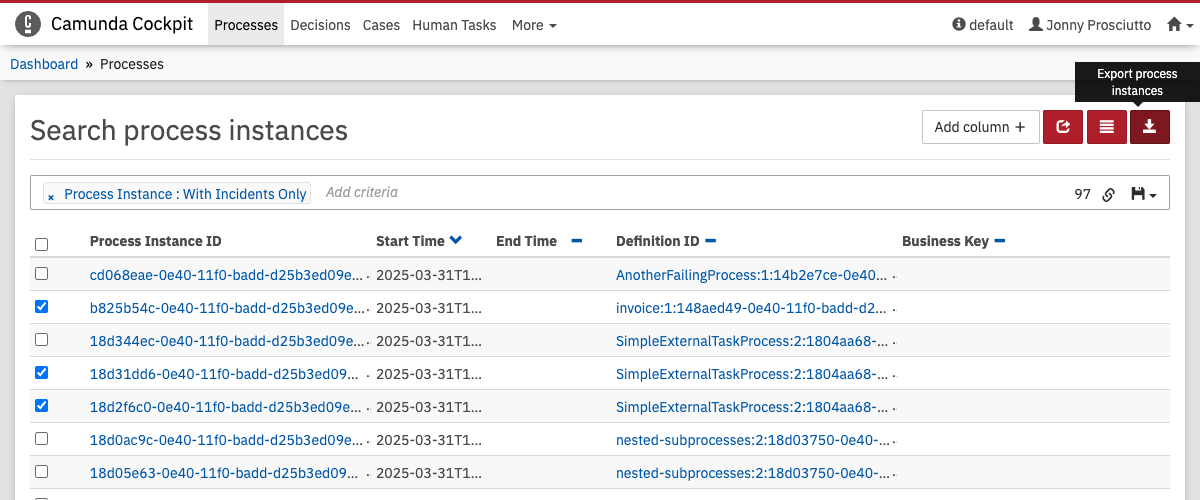 Camunda Cockpit Processes Decisions Cases Human Tasks More default Jonny Prosciutto
Dashboard » Processes
Export process
instances
Search process instances Add column +
× Process Instance : With Incidents Only Add criteria 97
Process Instance ID Start Time End Time Definition ID Business Key
cd068eae-0e40-11f0-badd-d25b3ed09e... 2025-03-31T1... AnotherFailingProcess:1:14b2e7ce-0e40...
b825b54c-0e40-11f0-badd-d25b3ed09e... 2025-03-31T1... invoice:1:148aed49-0e40-11f0-badd-d2...
18d344ec-0e40-11f0-badd-d25b3ed09e... 2025-03-31T1... SimpleExternalTaskProcess:2:1804aa68-...
18d31dd6-0e40-11f0-badd-d25b3ed09... 2025-03-31T1... SimpleExternalTaskProcess:2:1804aa68-...
18d2f6c0-0e40-11f0-badd-d25b3ed09e... 2025-03-31T1... SimpleExternalTaskProcess:2:1804aa68-...
18d0ac9c-0e40-11f0-badd-d25b3ed09e... 2025-03-31T1... nested-subprocesses:2:18d03750-0e40-...
18d05e63-0e40-11f0-badd-d25b3ed09... 2025-03-31T1... nested-subprocesses:2:18d03750-0e40-...